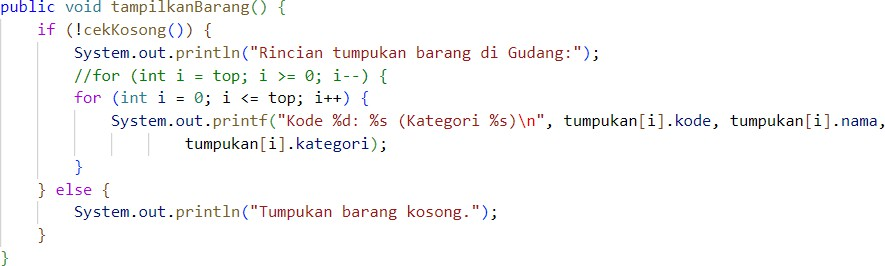 public void tampilkanBarang() {
    if (!cekKosong()) {
        System.out.println("Rincian tumpukan barang di Gudang:");
        //for (int i = top; i >= 0; i--) {
        for (int i = 0; i <= top; i++) {
            System.out.printf("Kode %d: %s (Kategori %s)\n", tumpukan[i].kode, tumpukan[i].nama,
                    tumpukan[i].kategori);
        }
    } else {
        System.out.println("Tumpukan barang kosong.");
    }
}